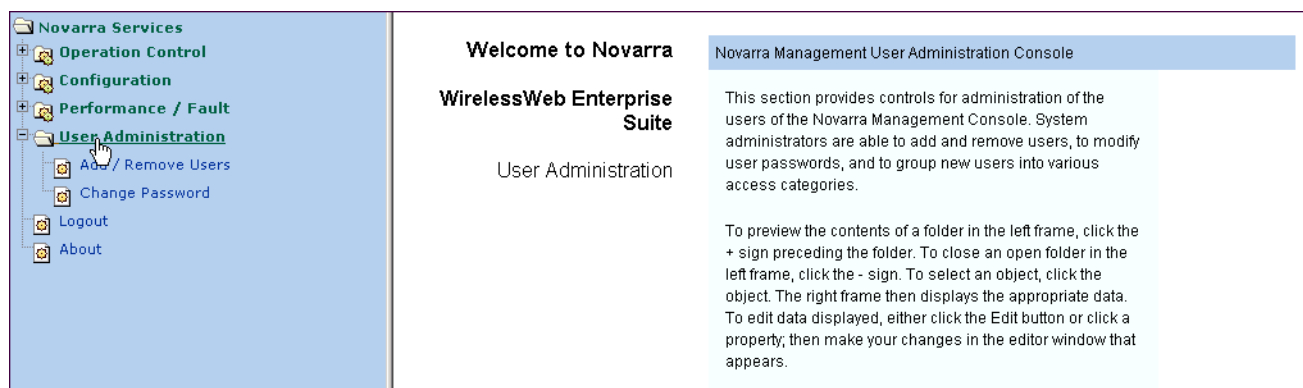 Novarra Services
Operation Control
Configuration
Performance / Fault
User Administration
Add / Remove Users
Change Password
Logout
About
Welcome to Novarra
WirelessWeb Enterprise
Suite
User Administration
Novarra Management User Administration Console
This section provides controls for administration of the
users of the Novarra Management Console. System
administrators are able to add and remove users, to modify
user passwords, and to group new users into various
access categories.
To preview the contents of a folder in the left frame, click the
+ sign preceding the folder. To close an open folder in the
left frame, click the - sign. To select an object, click the
object. The right frame then displays the appropriate data.
To edit data displayed, either click the Edit button or click a
property; then make your changes in the editor window that
appears.